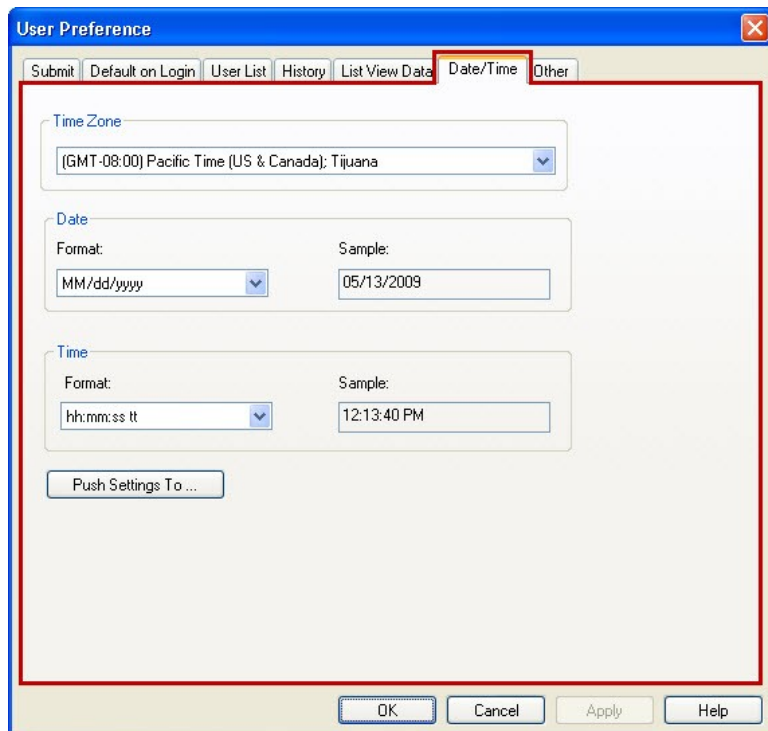 User Preference
Submit Default on Login User List History List View Data Date/Time Other
Time Zone
(GMT-08:00) Pacific Time (US & Canada); Tijuana
Date
Format: Sample:
MM/dd/yyyy 05/13/2009
Time
Format: Sample:
hh:mm:ss tt 12:13:40 PM
Push Settings To ...
OK Cancel Apply Help